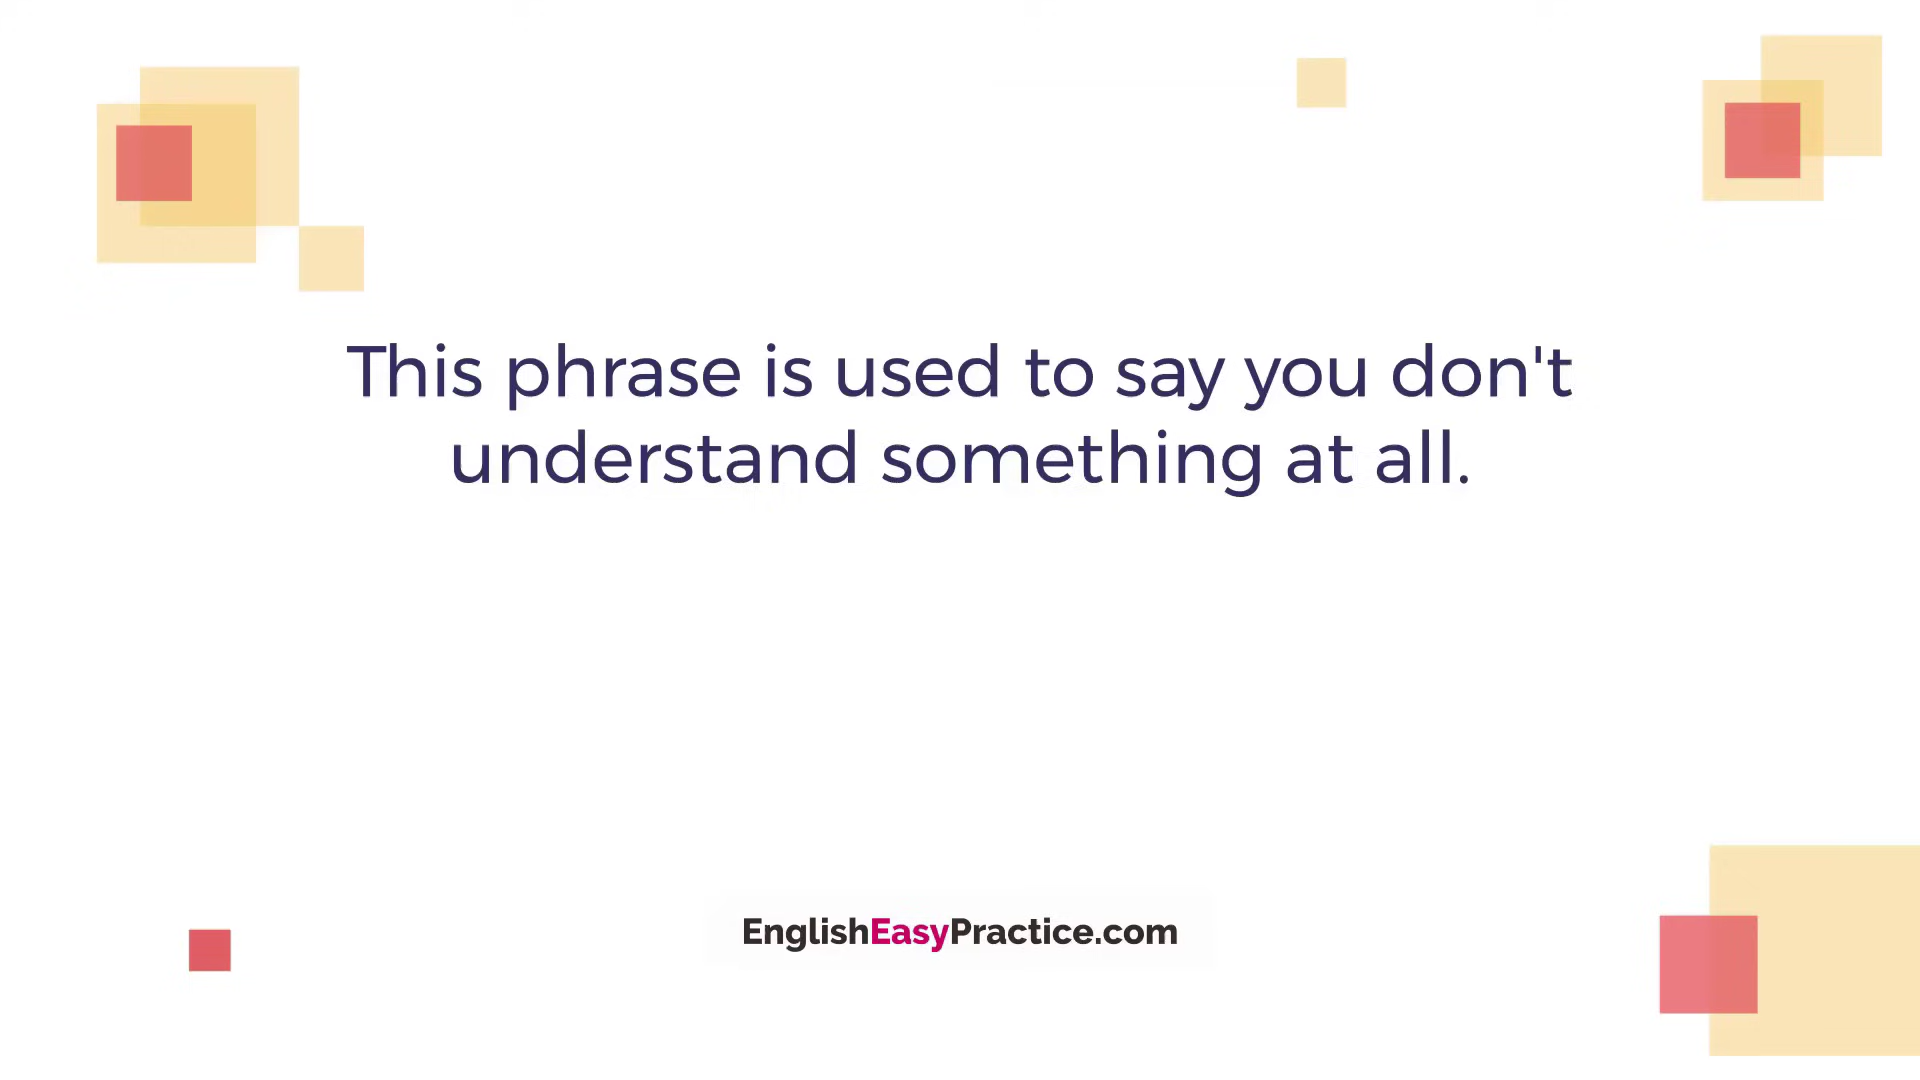 This phrase is used to say you don't
understand something at all.
EnglishEasyPractice.com